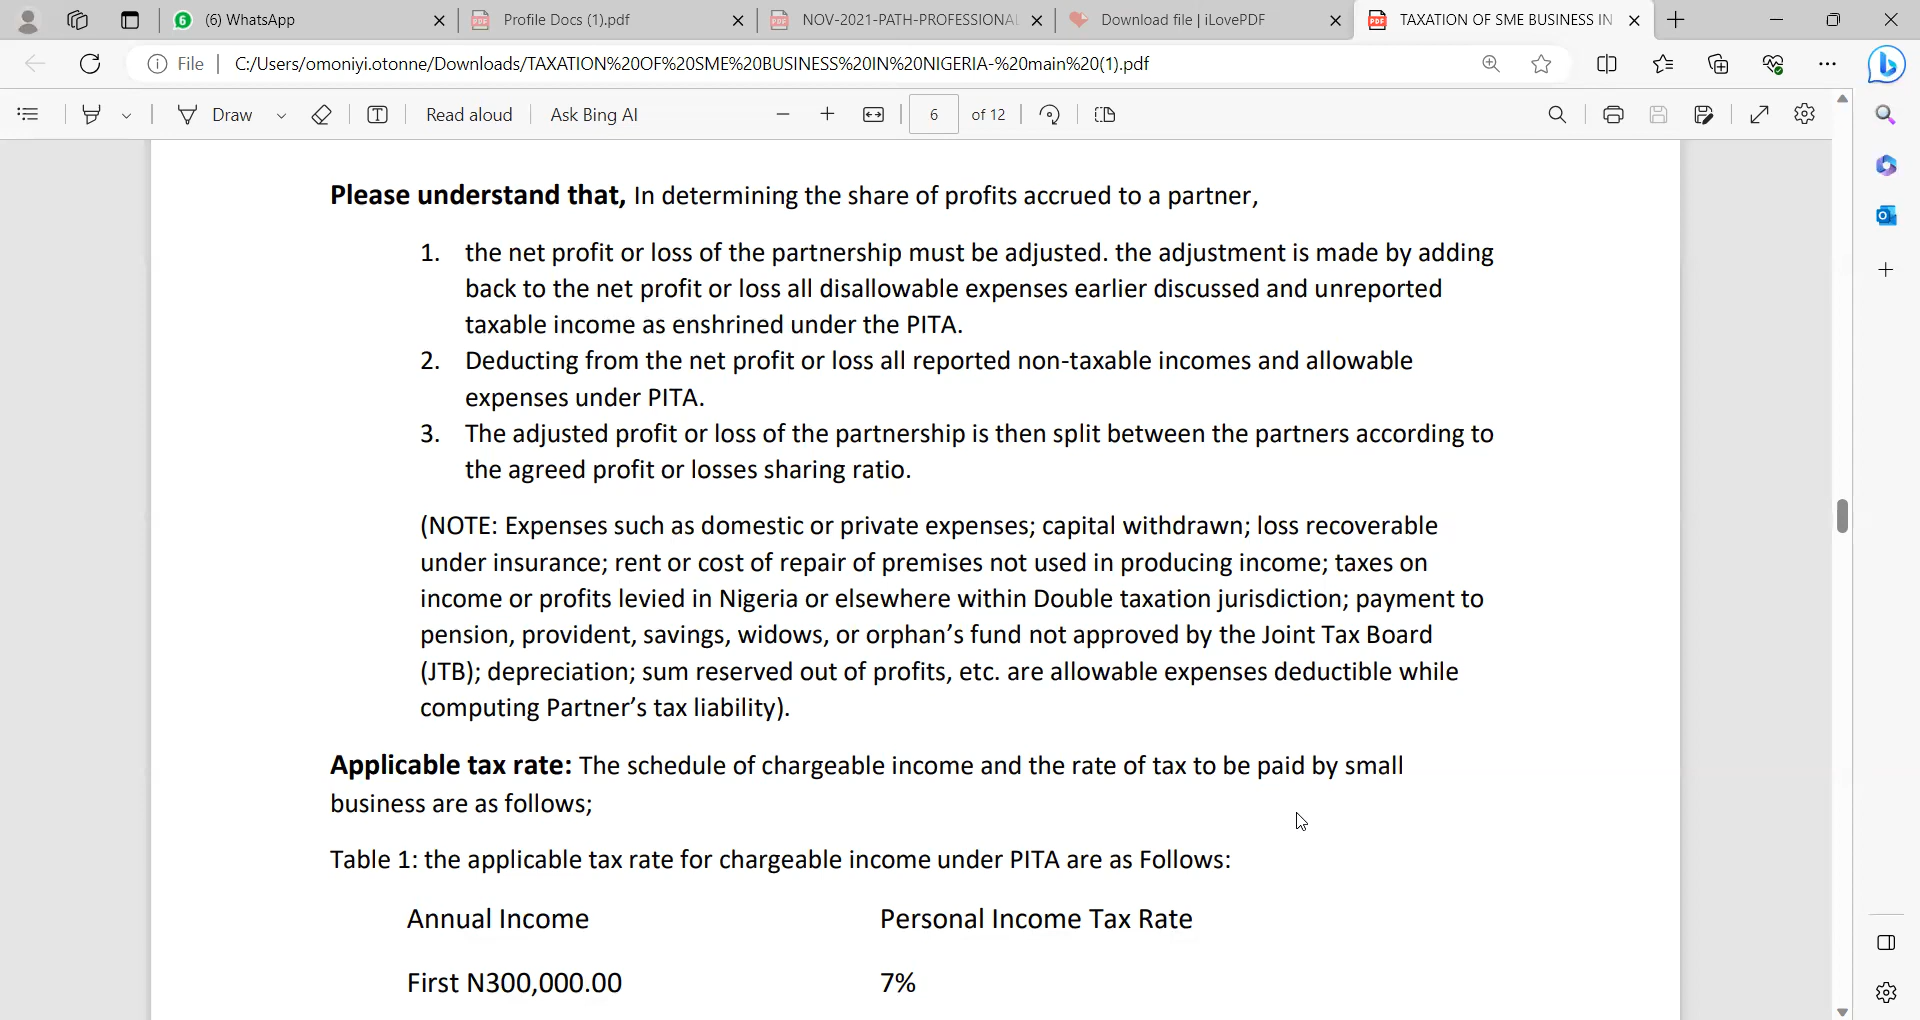 (6) WhatsApp
Profile Docs (1).pdf
NOV-2021-PATH-PROFESSIONAL
Download file | iLovePDF
TAXATION OF SME BUSINESS IN
File
C:/Users/omoniyi.otonne/Downloads/TAXATION%20OF%20SME%20BUSINESS%20IN%20NIGERIA-%20main%20(1).pdf
Draw
Read aloud
Ask Bing AI
6 of 12
Please understand that, In determining the share of profits accrued to a partner,
1. the net profit or loss of the partnership must be adjusted. the adjustment is made by adding
back to the net profit or loss all disallowable expenses earlier discussed and unreported
taxable income as enshrined under the PITA.
2. Deducting from the net profit or loss all reported non-taxable incomes and allowable
expenses under PITA.
3. The adjusted profit or loss of the partnership is then split between the partners according to
the agreed profit or losses sharing ratio.
(NOTE: Expenses such as domestic or private expenses; capital withdrawn; loss recoverable
under insurance; rent or cost of repair of premises not used in producing income; taxes on
income or profits levied in Nigeria or elsewhere within Double taxation jurisdiction; payment to
pension, provident, savings, widows, or orphan’s fund not approved by the Joint Tax Board
(JTB); depreciation; sum reserved out of profits, etc. are allowable expenses deductible while
computing Partner’s tax liability).
Applicable tax rate: The schedule of chargeable income and the rate of tax to be paid by small
business are as follows;
Table 1: the applicable tax rate for chargeable income under PITA are as Follows:
Annual Income Personal Income Tax Rate
First N300,000.00 7%